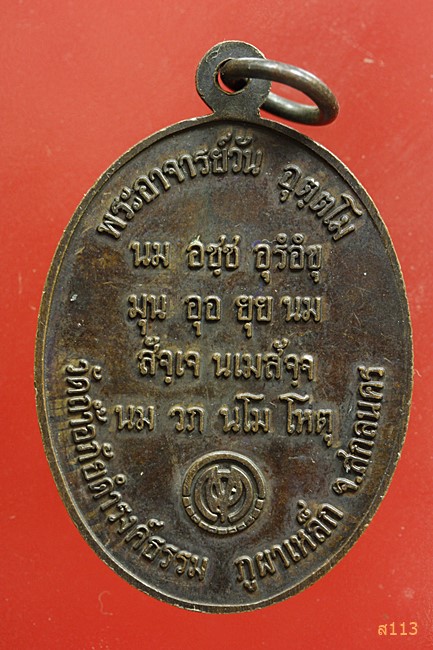 พระอาจารย์วัน อุตฺตโม
นม อชฺช อุรํอิขุ
มุน อุอ ยุย นม
สัจฺเจ นเมสัจฺจ
นม วภ นโม โหตุ
วัดถ้ำอภัยดำรงค์ธรรม ภูผาเหล็ก จ.สกลนคร
ส113